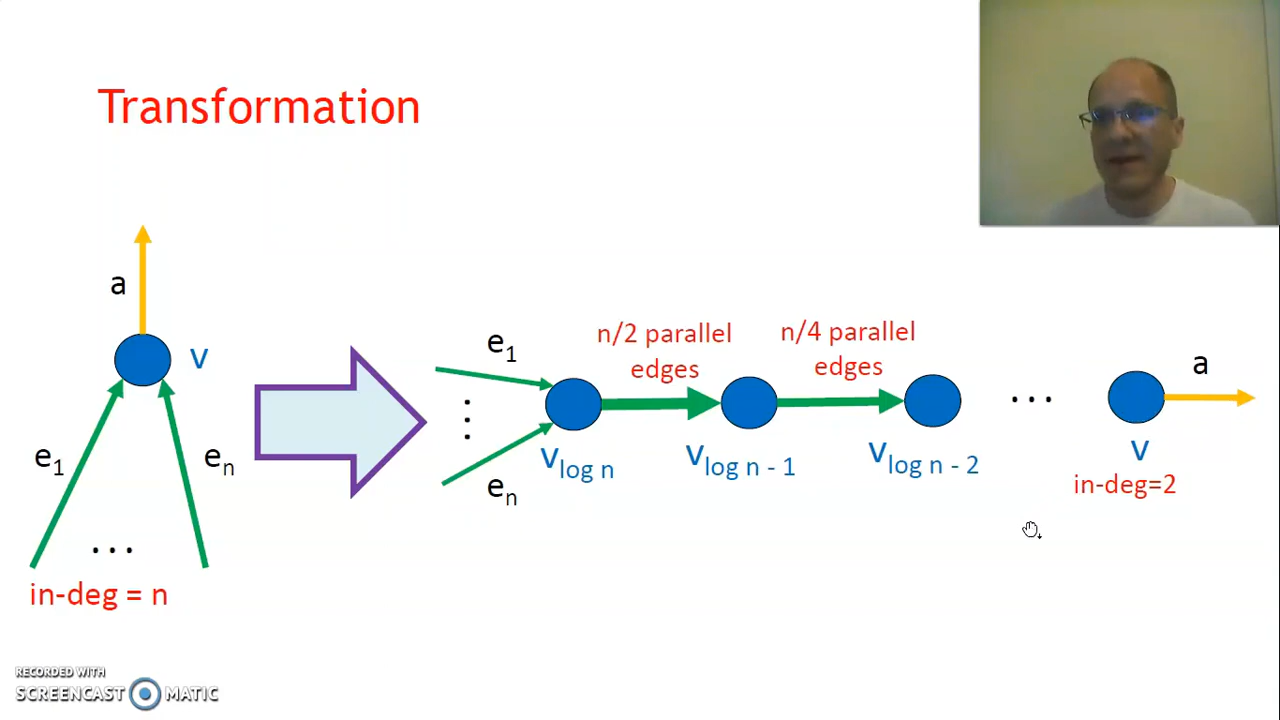 Transformation
a
v
e1
en
...
in-deg = n
e1
⋮
en
n/2 parallel
edges
n/4 parallel
edges
vlog n
vlog n - 1
vlog n - 2
...
a
v
in-deg=2
RECORDED WITH
SCREENCAST MATIC